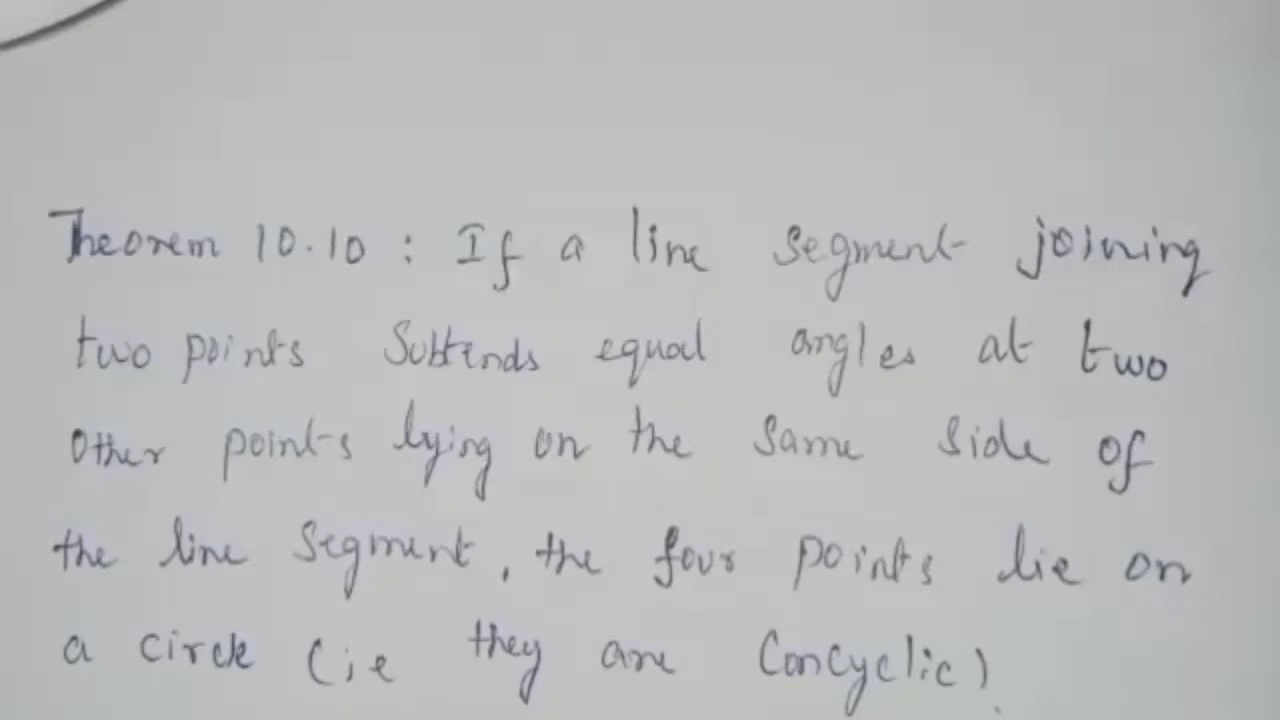 Theorem 10.10 : If a line segment joining
two points Subtends equal angles at two
Other points lying on the Same Side of
the line Segment, the four points lie on
a circle (ie they are Concyclic)